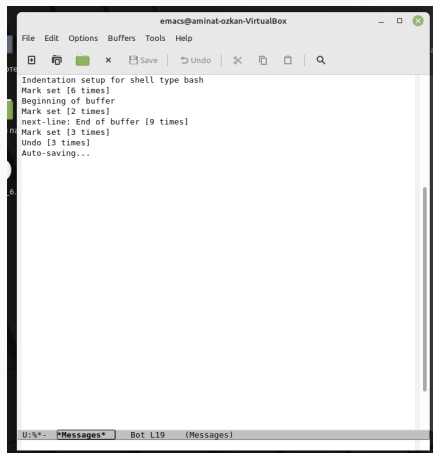 emacs@aminat-ozkan-VirtualBox
File Edit Options Buffers Tools Help
Save Undo
Indentation setup for shell type bash
Mark set [6 times]
Beginning of buffer
Mark set [2 times]
next-line: End of buffer [9 times]
Mark set [3 times]
Undo [3 times]
Auto-saving...
U:%*- *Messages* Bot L19 (Messages)